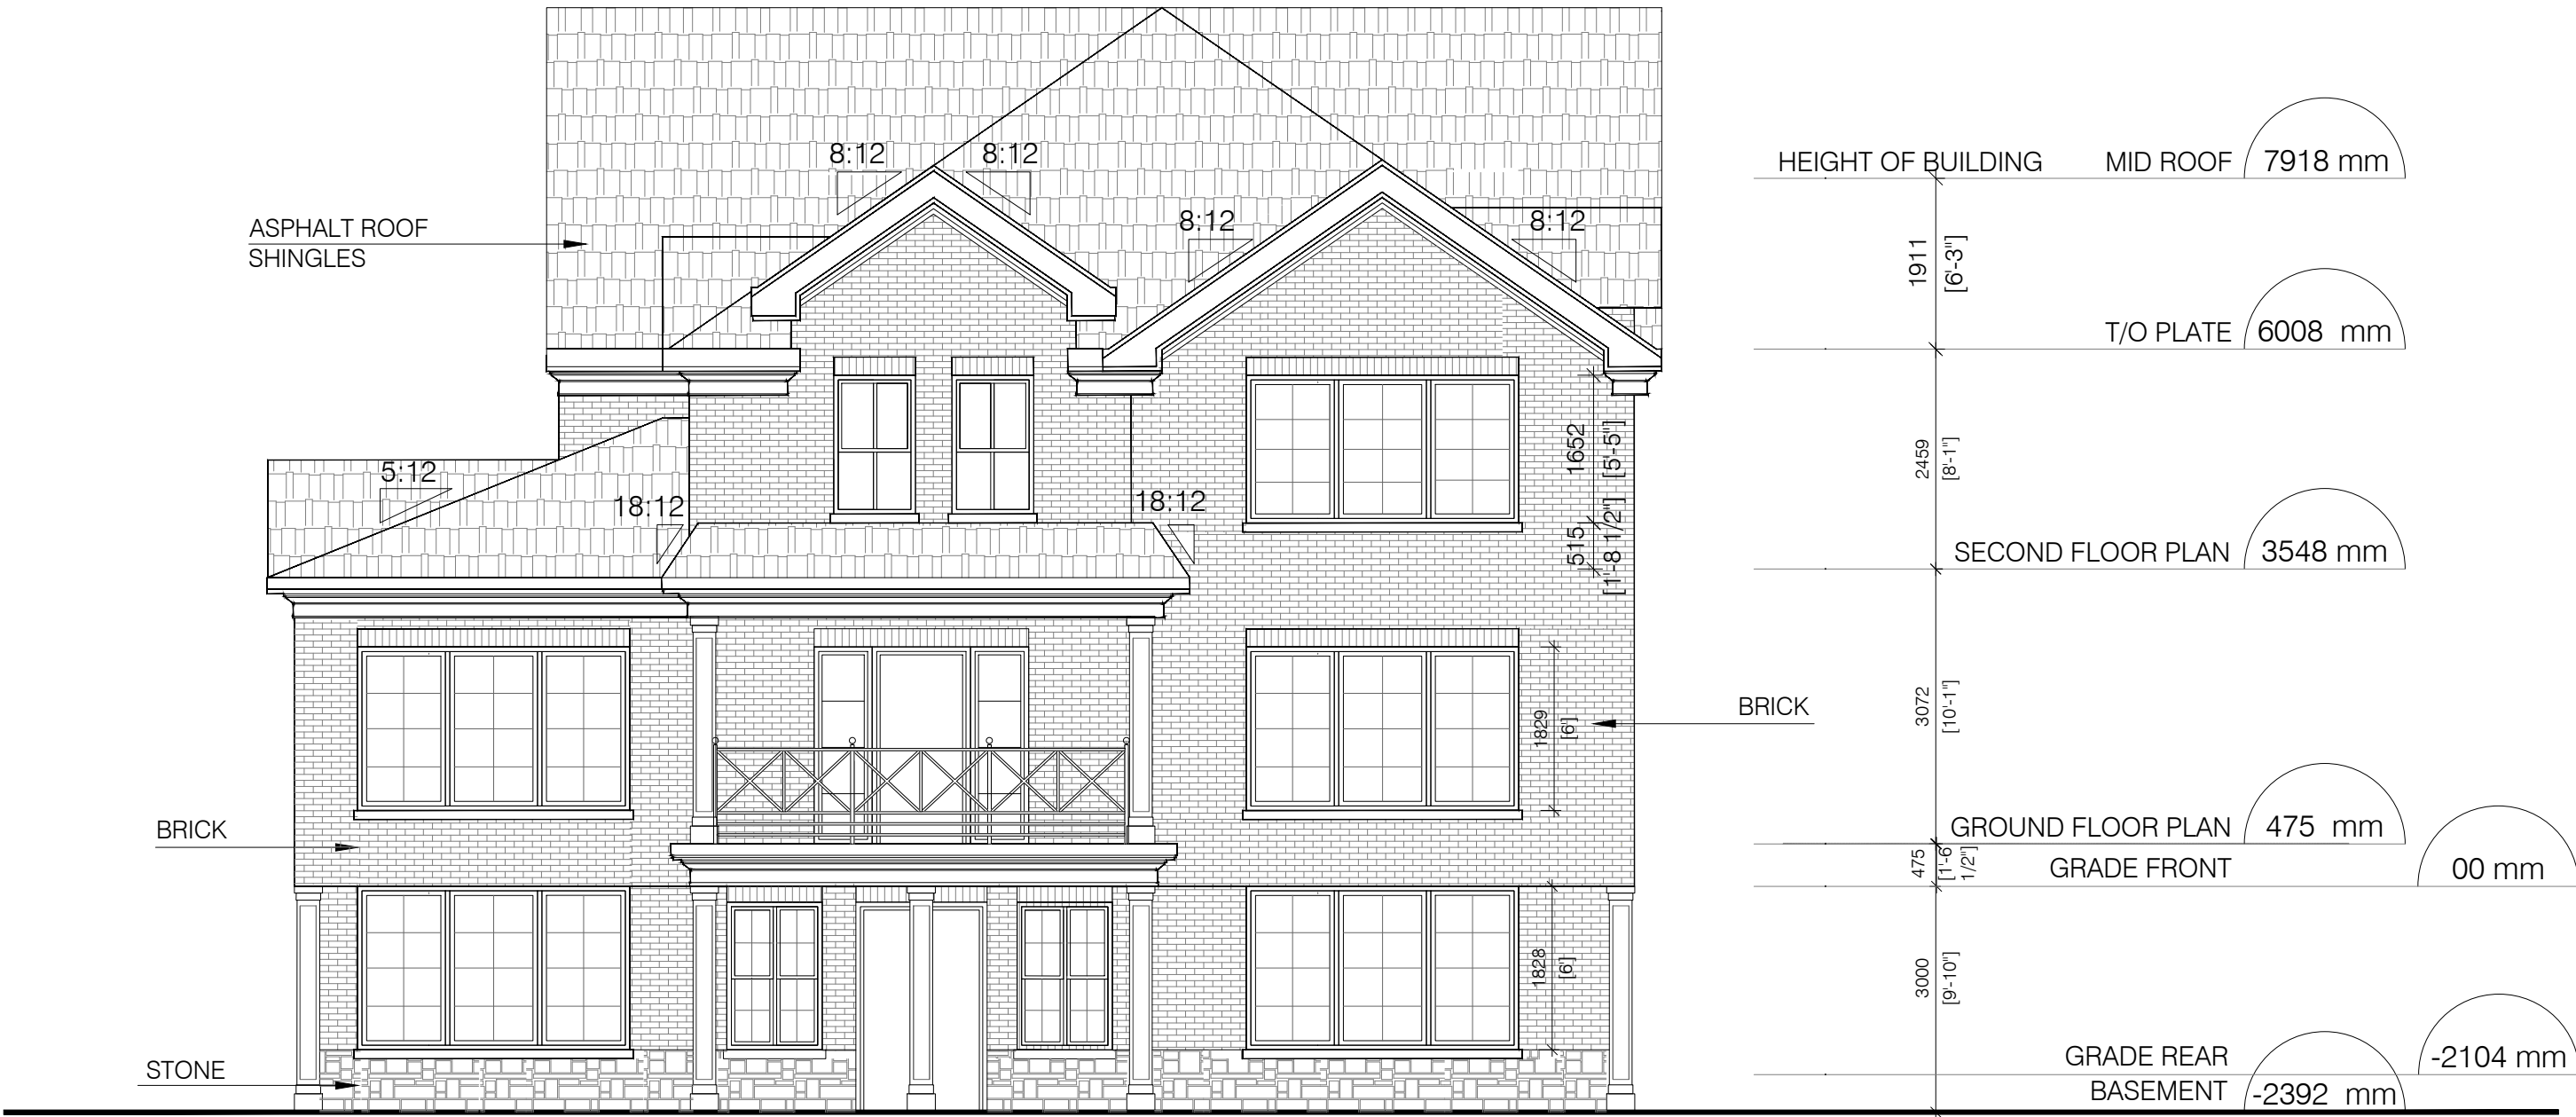 8:12
8:12
HEIGHT OF BUILDING MID ROOF 7918 mm
8:12
8:12
ASPHALT ROOF
SHINGLES
1911
[6'-3"]
T/O PLATE 6008 mm
1652
[5'-5"]
2459
[8'-1"]
5:12
18:12
18:12
515
[1'-8 1/2"]
SECOND FLOOR PLAN 3548 mm
BRICK
1829
[6']
3072
[10'-1"]
BRICK
GROUND FLOOR PLAN 475 mm
475
[1'-6
1/2"]
GRADE FRONT 00 mm
1828
[6']
3000
[9'-10"]
STONE
GRADE REAR -2104 mm
BASEMENT -2392 mm